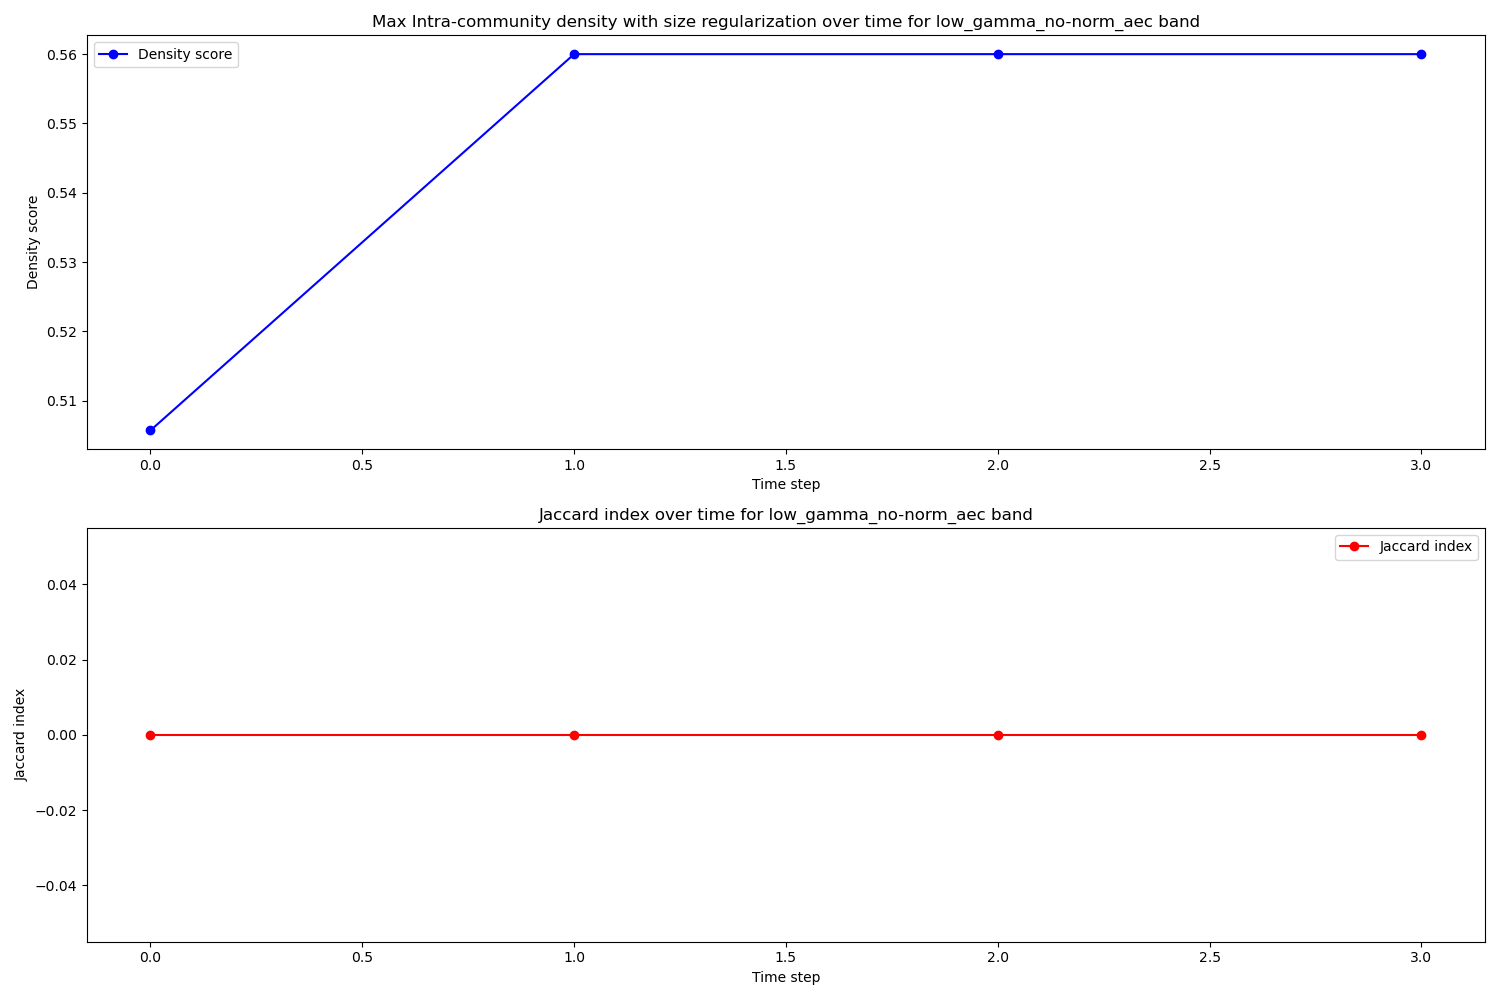 Max Intra-community density with size regularization over time for low_gamma_no-norm_aec band
Density score
0.56
0.55
0.54
0.53
0.52
0.51
Density score
0.0 0.5 1.0 1.5 2.0 2.5 3.0
Time step
Jaccard index over time for low_gamma_no-norm_aec band
Jaccard index
0.04
0.02
0.00
−0.02
−0.04
Jaccard index
0.0 0.5 1.0 1.5 2.0 2.5 3.0
Time step